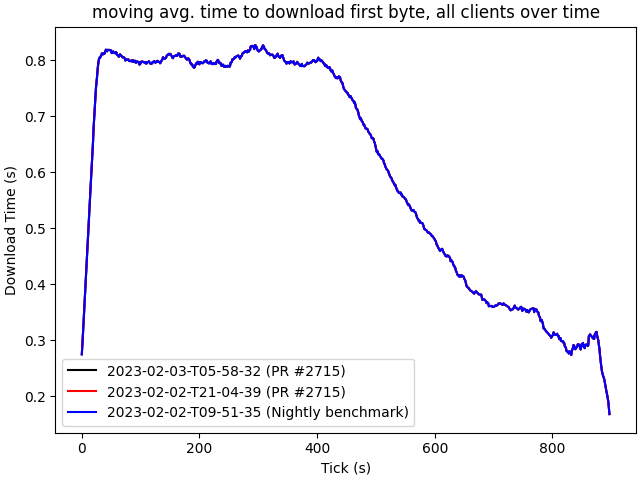 moving avg. time to download first byte, all clients over time
Download Time (s)
0.8
0.7
0.6
0.5
0.4
0.3
0.2
2023-02-03-T05-58-32 (PR #2715)
2023-02-02-T21-04-39 (PR #2715)
2023-02-02-T09-51-35 (Nightly benchmark)
0 200 400 600 800
Tick (s)